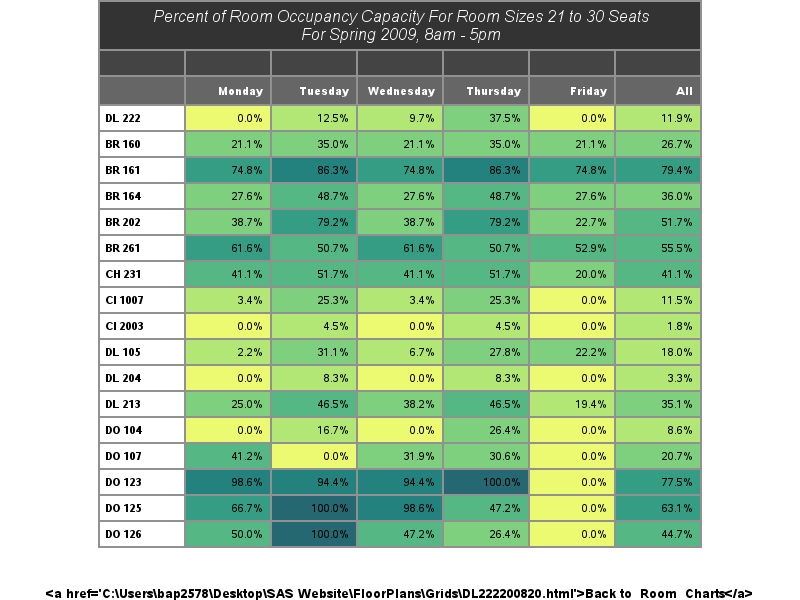 Percent of Room Occupancy Capacity For Room Sizes 21 to 30 Seats
For Spring 2009, 8am - 5pm
Monday Tuesday Wednesday Thursday Friday All
DL 222 0.0% 12.5% 9.7% 37.5% 0.0% 11.9%
BR 160 21.1% 35.0% 21.1% 35.0% 21.1% 26.7%
BR 161 74.8% 86.3% 74.8% 86.3% 74.8% 79.4%
BR 164 27.6% 48.7% 27.6% 48.7% 27.6% 36.0%
BR 202 38.7% 79.2% 38.7% 79.2% 22.7% 51.7%
BR 261 61.6% 50.7% 61.6% 50.7% 52.9% 55.5%
CH 231 41.1% 51.7% 41.1% 51.7% 20.0% 41.1%
CI 1007 3.4% 25.3% 3.4% 25.3% 0.0% 11.5%
CI 2003 0.0% 4.5% 0.0% 4.5% 0.0% 1.8%
DL 105 2.2% 31.1% 6.7% 27.8% 22.2% 18.0%
DL 204 0.0% 8.3% 0.0% 8.3% 0.0% 3.3%
DL 213 25.0% 46.5% 38.2% 46.5% 19.4% 35.1%
DO 104 0.0% 16.7% 0.0% 26.4% 0.0% 8.6%
DO 107 41.2% 0.0% 31.9% 30.6% 0.0% 20.7%
DO 123 98.6% 94.4% 94.4% 100.0% 0.0% 77.5%
DO 125 66.7% 100.0% 98.6% 47.2% 0.0% 63.1%
DO 126 50.0% 100.0% 47.2% 26.4% 0.0% 44.7%
<a href='C:\Users\bap2578\Desktop\SAS Website\FloorPlans\Grids\DL222200820.html'>Back to Room Charts</a>